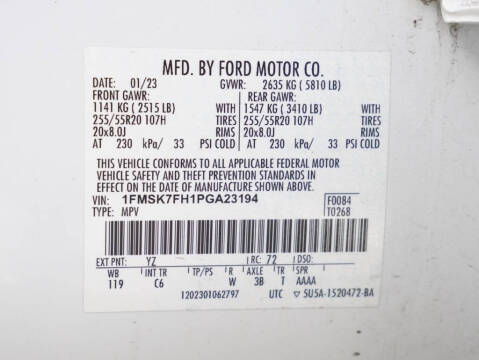 MFD. BY FORD MOTOR CO.
DATE: 01/23 GVWR: 2635 KG ( 5810 LB)
FRONT GAWR: REAR GAWR:
1141 KG ( 2515 LB) WITH 1547 KG ( 3410 LB) WITH
255/55R20 107H TIRES 255/55R20 107H TIRES
20x8.0J RIMS 20x8.0J RIMS
AT 230 kPa/ 33 PSI COLD AT 230 kPa/ 33 PSI COLD
THIS VEHICLE CONFORMS TO ALL APPLICABLE FEDERAL MOTOR
VEHICLE SAFETY AND THEFT PREVENTION STANDARDS IN
EFFECT ON THE DATE OF MANUFACTURE SHOWN ABOVE.
VIN: 1FMSK7FH1PGA23194 F0084
TYPE: MPV T0268
EXT PNT: YZ RC: 72 DSO:
WB INT TR TP/PS R AXLE TR SPR
119 C6 W 3B T AAAA
1202301062797 UTC ▽ 5U5A-1520472-BA